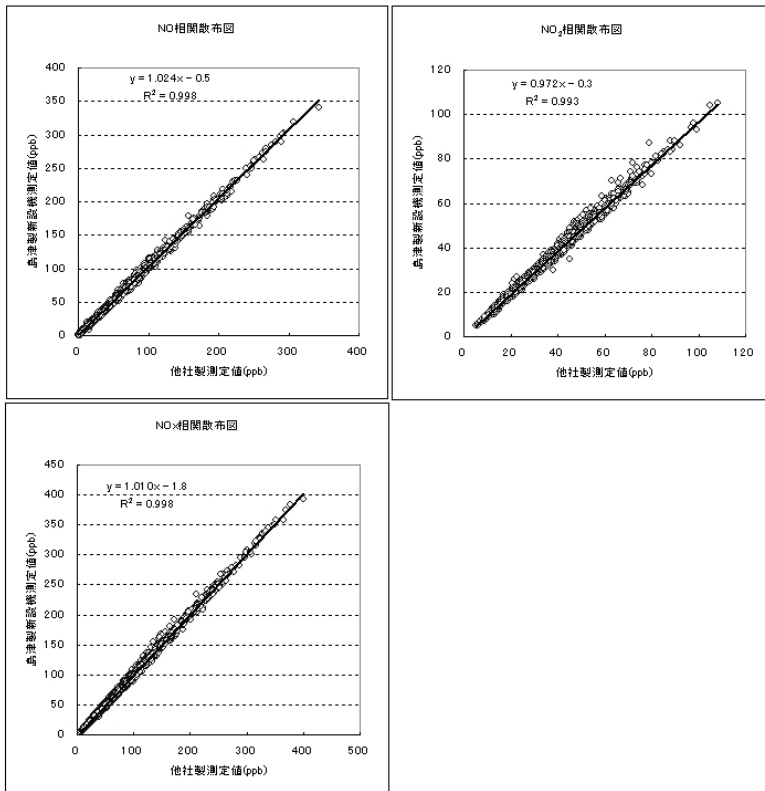 NO相関散布図
y = 1.024x − 0.5
R² = 0.998
島津製新設機測定値(ppb)
400
350
300
250
200
150
100
50
0
0 100 200 300 400
他社製測定値(ppb)
NO₂相関散布図
y = 0.972x − 0.3
R² = 0.993
島津製新設機測定値(ppb)
120
100
80
60
40
20
0
0 20 40 60 80 100 120
他社製測定値(ppb)
NOx相関散布図
y = 1.010x − 1.8
R² = 0.998
島津製新設機測定値(ppb)
450
400
350
300
250
200
150
100
50
0
0 100 200 300 400 500
他社製測定値(ppb)